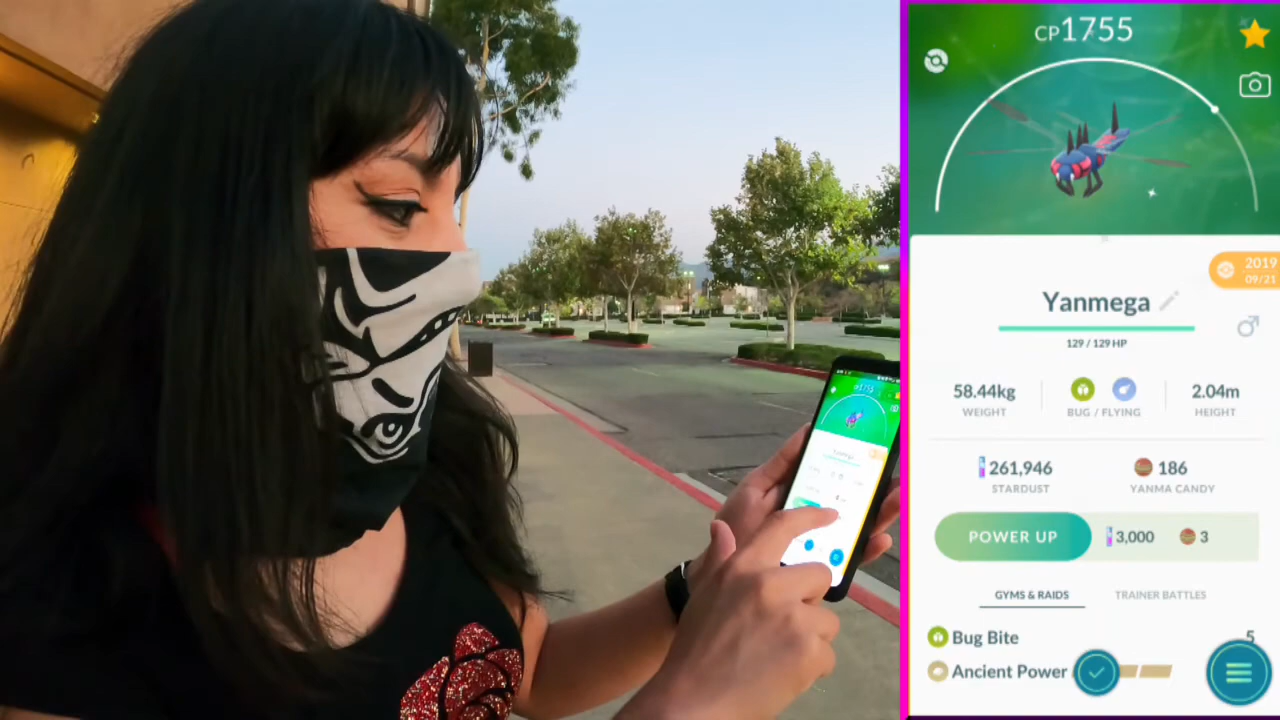 CP1755
2019
09/21
Yanmega
129 / 129 HP
58.44kg
WEIGHT
BUG / FLYING
2.04m
HEIGHT
261,946
STARDUST
186
YANMA CANDY
POWER UP
3,000
3
GYMS & RAIDS
TRAINER BATTLES
Bug Bite
5
Ancient Power